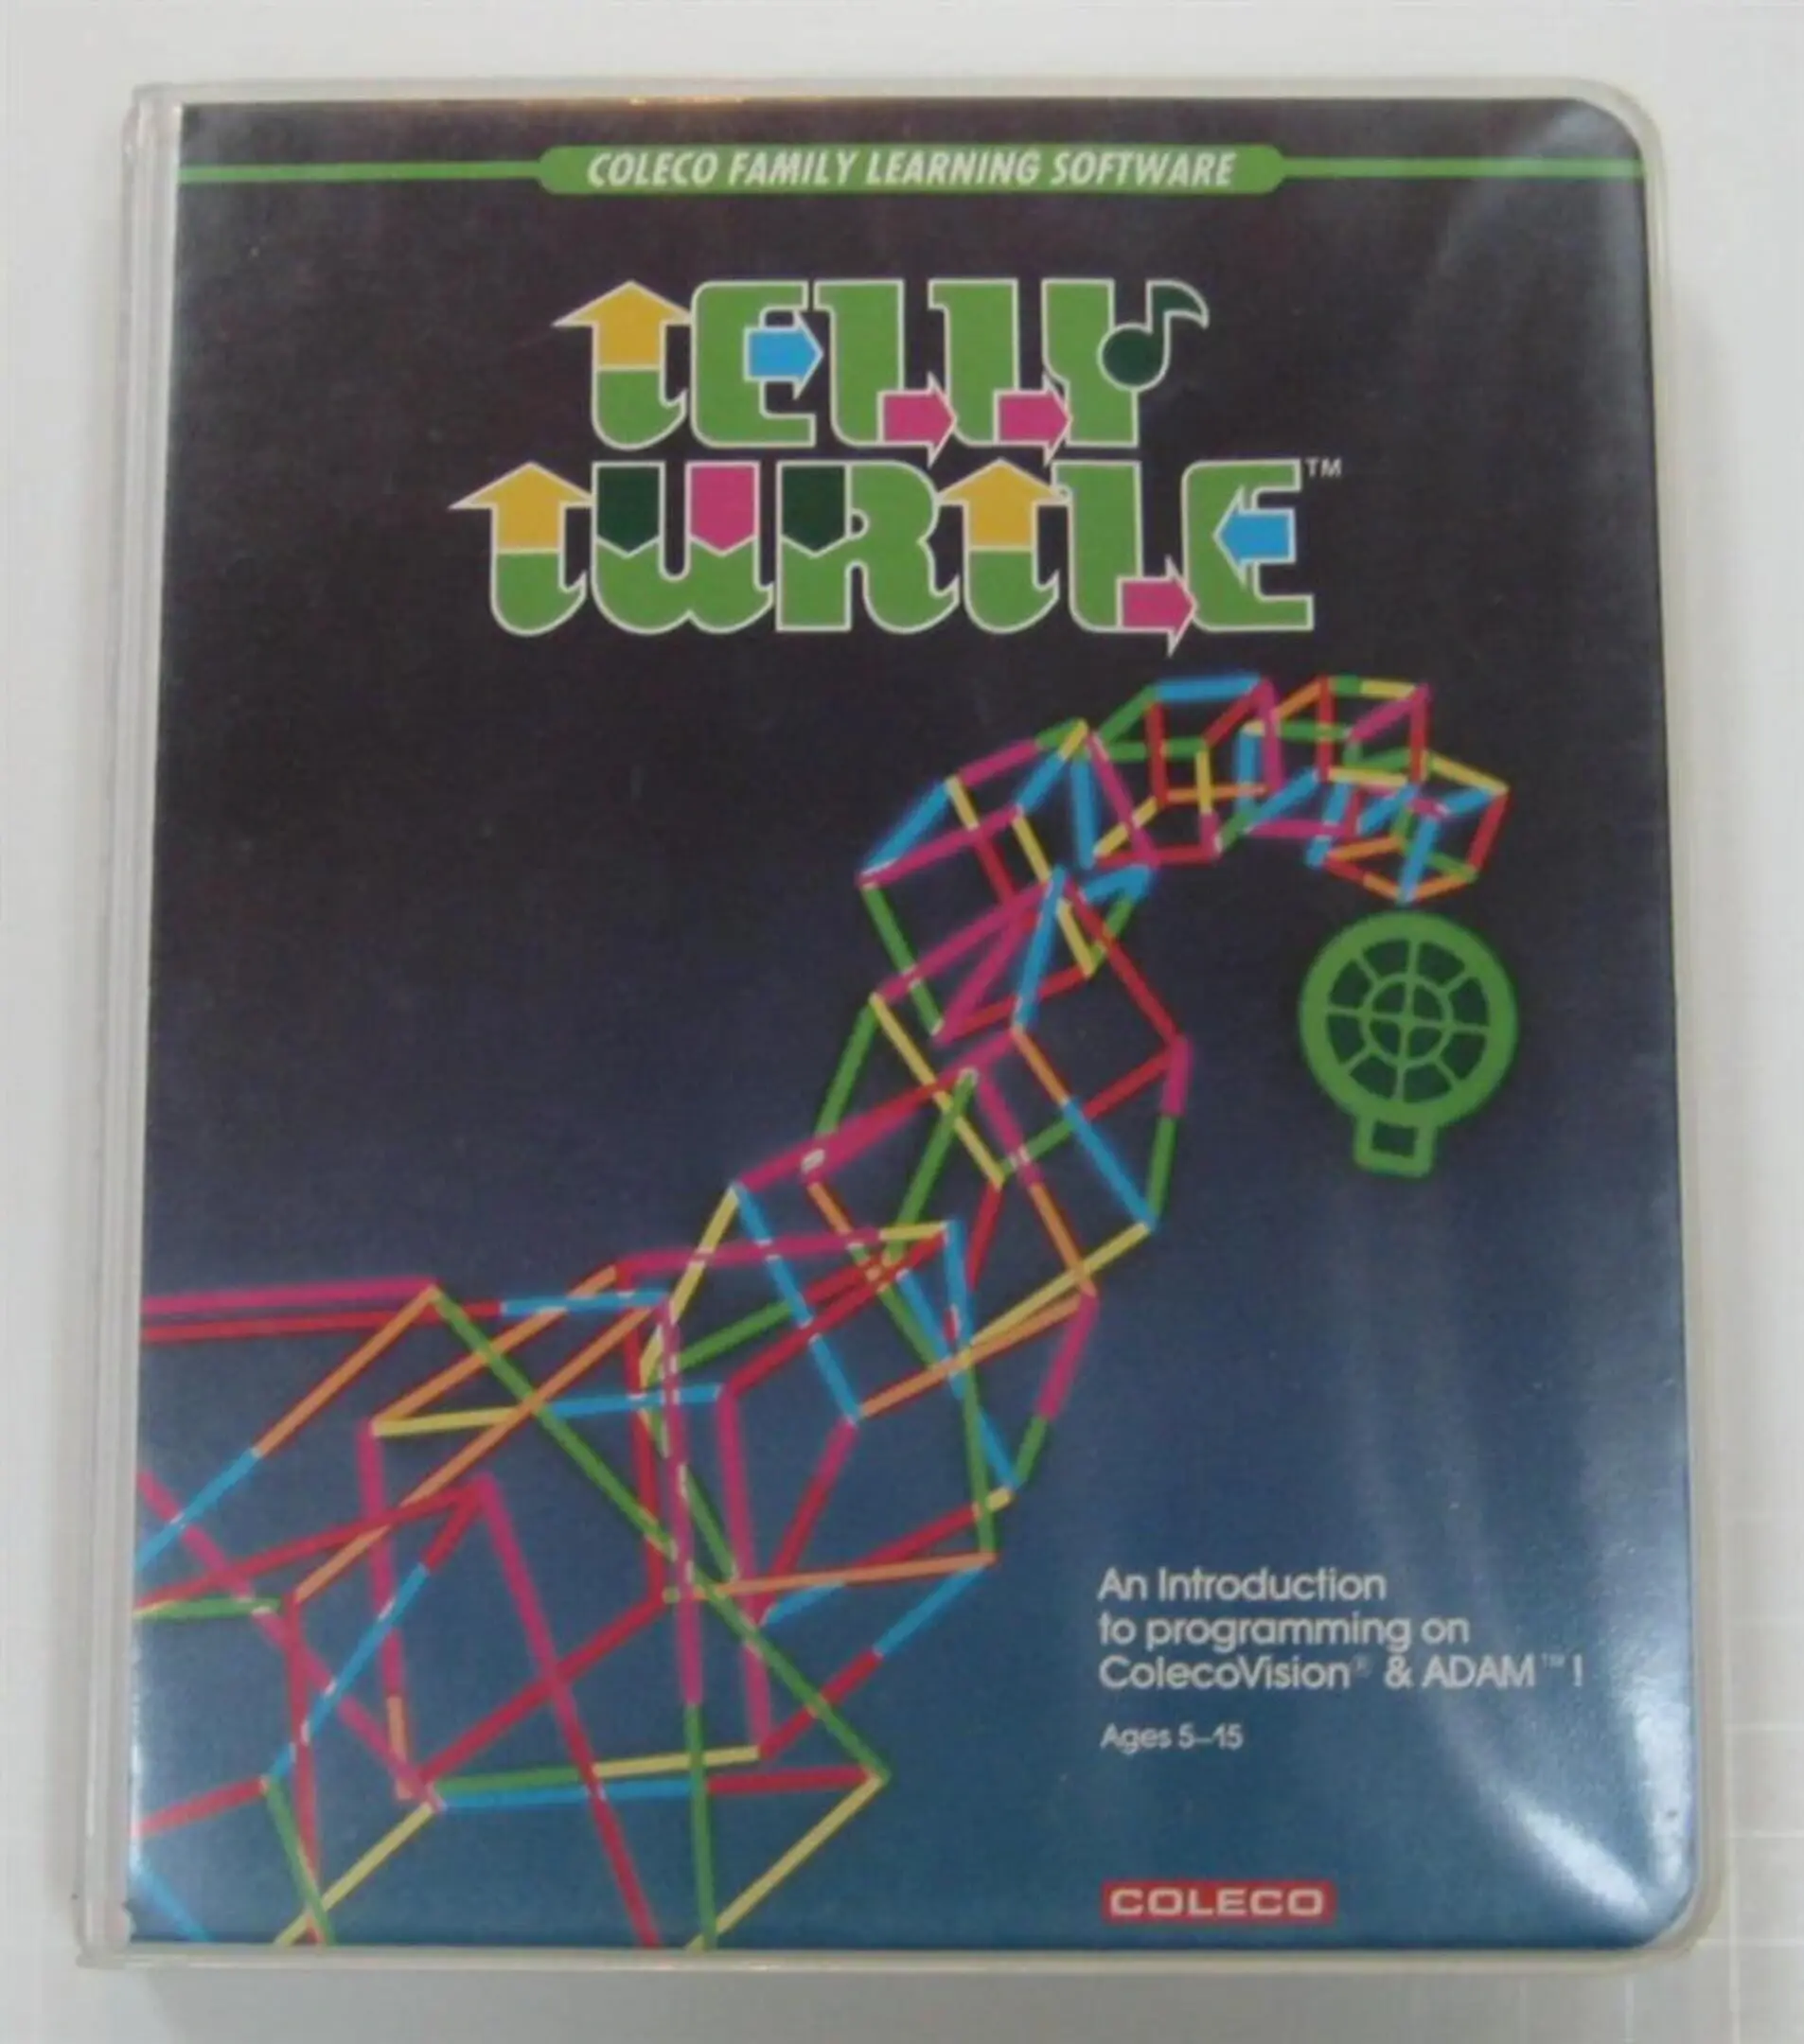 COLECO FAMILY LEARNING SOFTWARE
tELLY
tURtLE™
An Introduction
to programming on
ColecoVision® & ADAM™!
Ages 5–15
COLECO